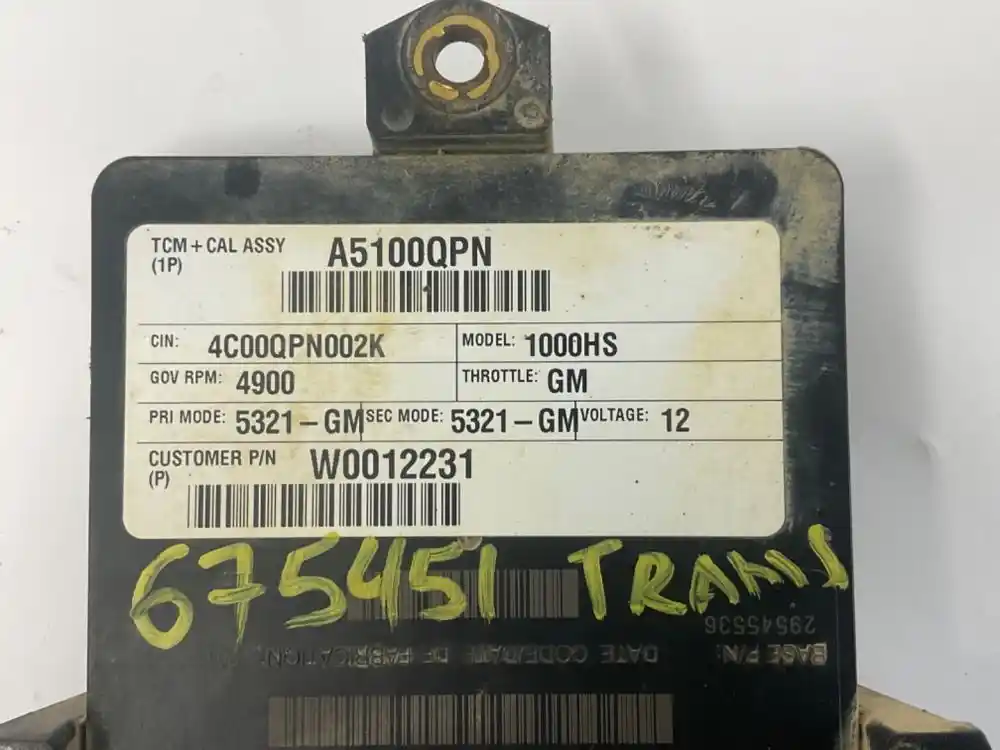 TCM + CAL ASSY A5100QPN
(1P)
CIN: 4C00QPN002K MODEL: 1000HS
GOV RPM: 4900 THROTTLE: GM
PRI MODE: 5321-GM SEC MODE: 5321-GM VOLTAGE: 12
CUSTOMER P/N W0012231
(P)
675451 TRANS
29545536
BASE P/N: DATE CODE/DATE DE FABRICATION: